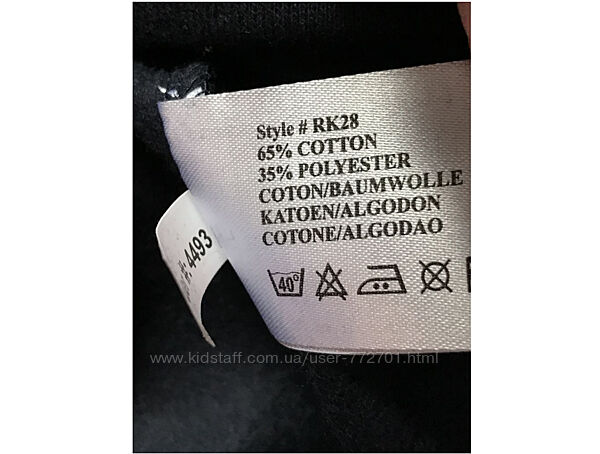 Style # RK28
65% COTTON
35% POLYESTER
COTON/BAUMWOLLE
KATOEN/ALGODON
COTONE/ALGODAO
40°
#: 4493
www.kidstaff.com.ua/user-772701.html